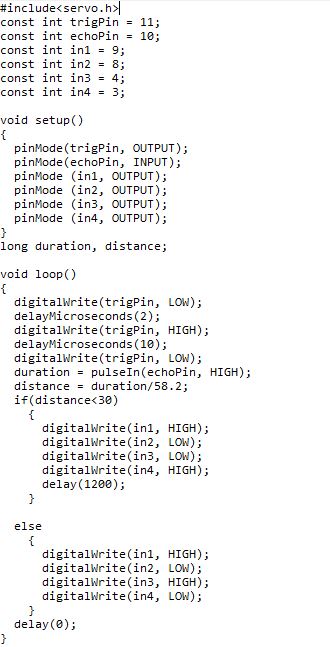 #include<servo.h>
const int trigPin = 11;
const int echoPin = 10;
const int in1 = 9;
const int in2 = 8;
const int in3 = 4;
const int in4 = 3;

void setup()
{
  pinMode(trigPin, OUTPUT);
  pinMode(echoPin, INPUT);
  pinMode (in1, OUTPUT);
  pinMode (in2, OUTPUT);
  pinMode (in3, OUTPUT);
  pinMode (in4, OUTPUT);
}
long duration, distance;

void loop()
{
  digitalWrite(trigPin, LOW);
  delayMicroseconds(2);
  digitalWrite(trigPin, HIGH);
  delayMicroseconds(10);
  digitalWrite(trigPin, LOW);
  duration = pulseIn(echoPin, HIGH);
  distance = duration/58.2;
  if(distance<30)
    {
      digitalWrite(in1, HIGH);
      digitalWrite(in2, LOW);
      digitalWrite(in3, LOW);
      digitalWrite(in4, HIGH);
      delay(1200);
    }

  else
    {
      digitalWrite(in1, HIGH);
      digitalWrite(in2, LOW);
      digitalWrite(in3, HIGH);
      digitalWrite(in4, LOW);
    }
  delay(0);
}